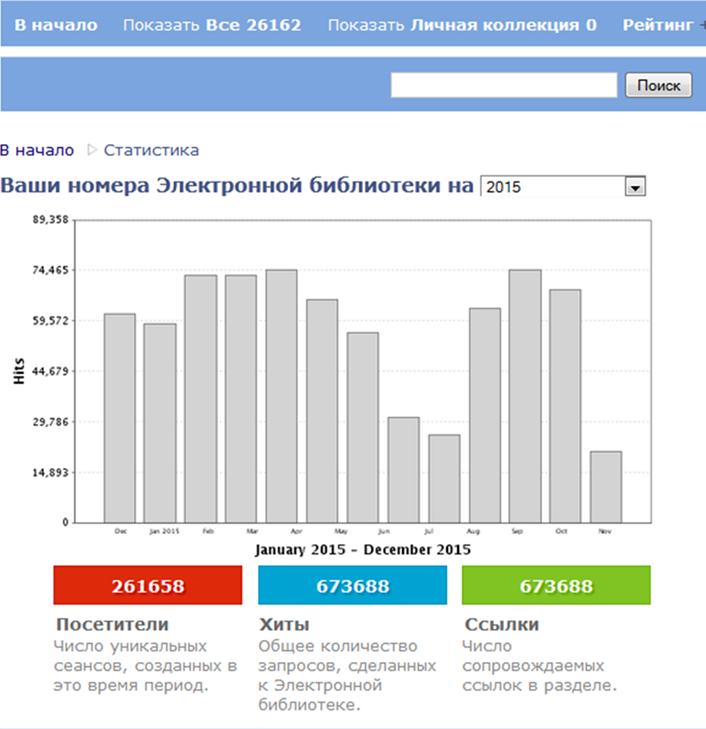 В начало Показать Все 26162 Показать Личная коллекция 0 Рейтинг +
Поиск
В начало Статистика
Ваши номера Электронной библиотеки на 2015
89,358
74,465
59,572
44,679
29,786
14,893
0
Hits
Dec Jan 2015 Feb Mar Apr May Jun Jul Aug Sep Oct Nov
January 2015 - December 2015
261658 673688 673688
Посетители Хиты Ссылки
Число уникальных Общее количество Число
сеансов, созданных в запросов, сделанных сопровождаемых
это время период. к Электронной ссылок в разделе.
библиотеке.